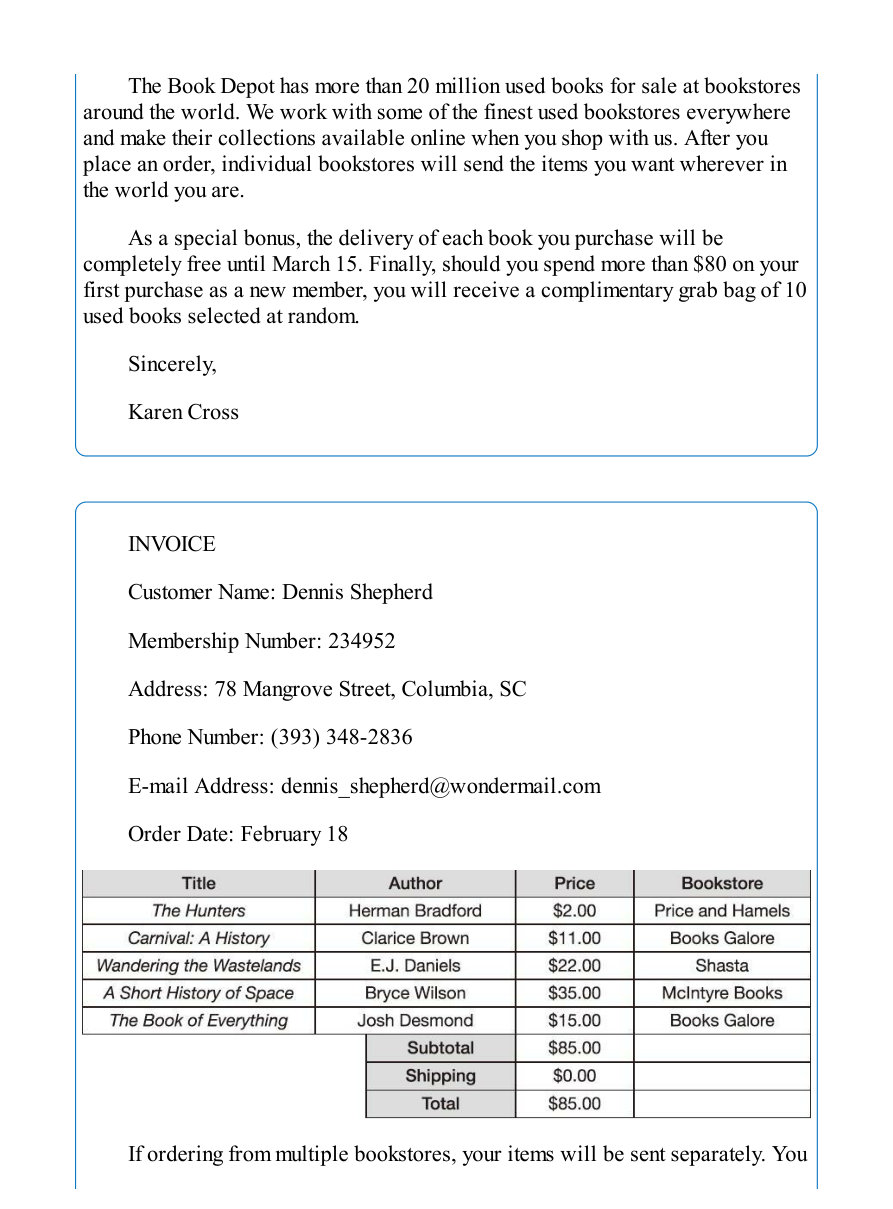 The Book Depot has more than 20 million used books for sale at bookstores
around the world. We work with some of the finest used bookstores everywhere
and make their collections available online when you shop with us. After you
place an order, individual bookstores will send the items you want wherever in
the world you are.
As a special bonus, the delivery of each book you purchase will be
completely free until March 15. Finally, should you spend more than $80 on your
first purchase as a new member, you will receive a complimentary grab bag of 10
used books selected at random.
Sincerely,
Karen Cross
INVOICE
Customer Name: Dennis Shepherd
Membership Number: 234952
Address: 78 Mangrove Street, Columbia, SC
Phone Number: (393) 348-2836
E-mail Address: dennis_shepherd@wondermail.com
Order Date: February 18
Title Author Price Bookstore
The Hunters Herman Bradford $2.00 Price and Hamels
Carnival: A History Clarice Brown $11.00 Books Galore
Wandering the Wastelands E.J. Daniels $22.00 Shasta
A Short History of Space Bryce Wilson $35.00 McIntyre Books
The Book of Everything Josh Desmond $15.00 Books Galore
Subtotal $85.00
Shipping $0.00
Total $85.00
If ordering from multiple bookstores, your items will be sent separately. You